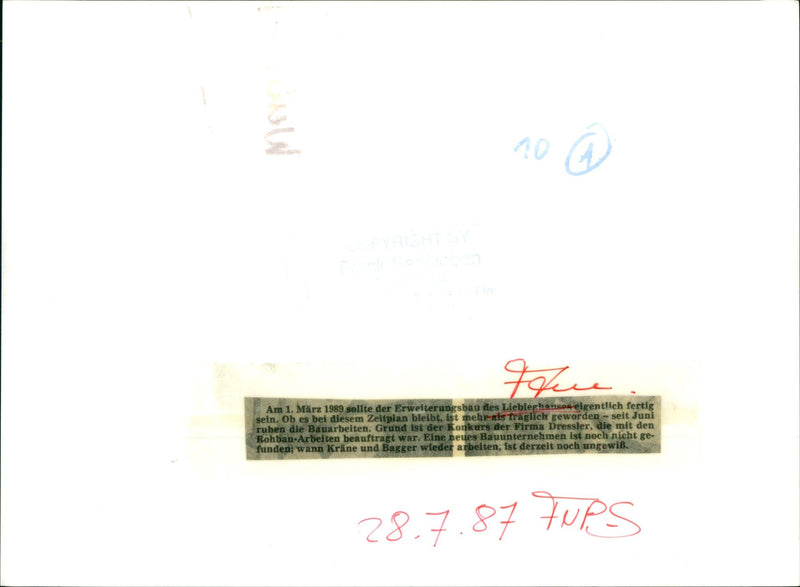 10 A
COPYRIGHT BY
Am 1. März 1989 sollte der Erweiterungsbau des Liebieghauses eigentlich fertig
sein. Ob es bei diesem Zeitplan bleibt, ist mehr als fraglich geworden – seit Juni
ruhen die Bauarbeiten. Grund ist der Konkurs der Firma Dressler, die mit den
Rohbau-Arbeiten beauftragt war. Eine neues Bauunternehmen ist noch nicht ge-
funden; wann Kräne und Bagger wieder arbeiten, ist derzeit noch ungewiß.
28.7.87 FNPS